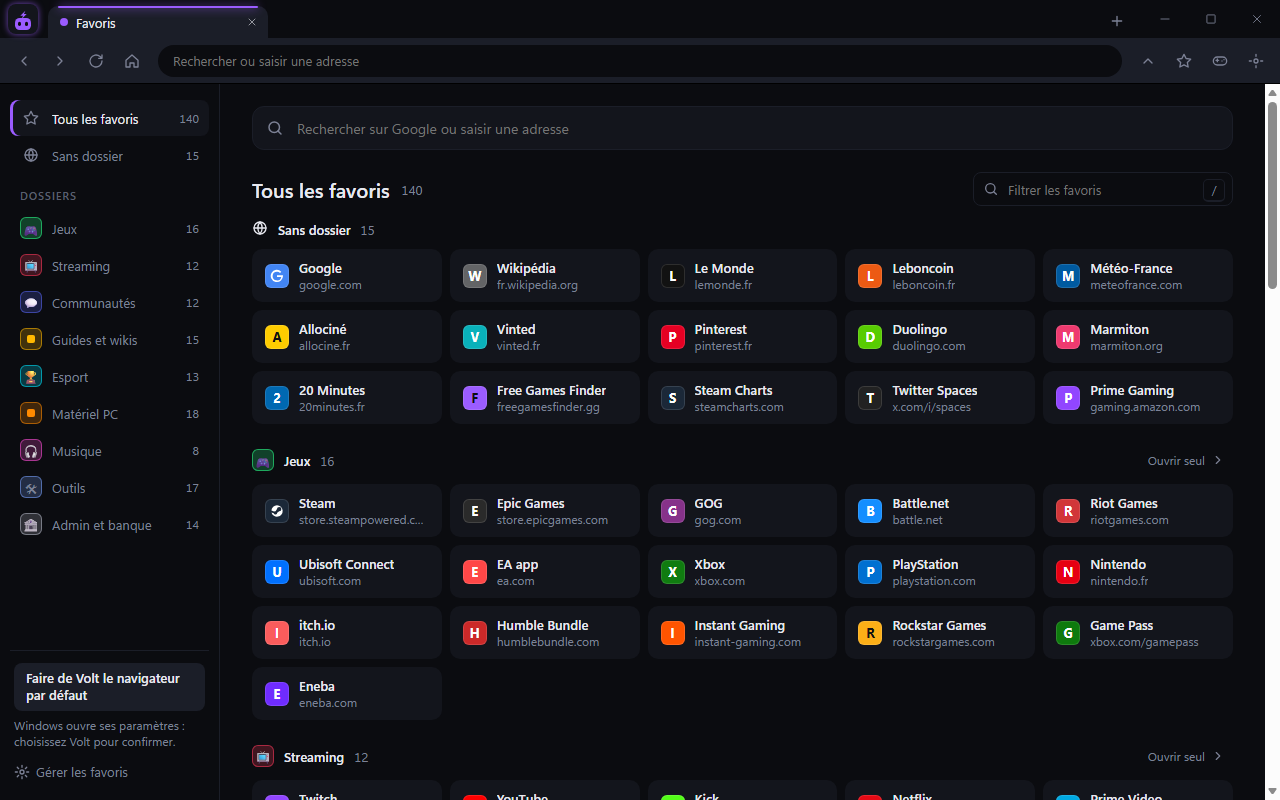 Favoris
Rechercher ou saisir une adresse
Tous les favoris 140
Sans dossier 15
DOSSIERS
Jeux 16
Streaming 12
Communautés 12
Guides et wikis 15
Esport 13
Matériel PC 18
Musique 8
Outils 17
Admin et banque 14
Faire de Volt le navigateur
par défaut
Windows ouvre ses paramètres :
choisissez Volt pour confirmer.
Gérer les favoris
Rechercher sur Google ou saisir une adresse
Tous les favoris 140
Filtrer les favoris /
Sans dossier 15
G Google
google.com
W Wikipédia
fr.wikipedia.org
L Le Monde
lemonde.fr
L Leboncoin
leboncoin.fr
M Météo-France
meteofrance.com
A Allociné
allocine.fr
V Vinted
vinted.fr
P Pinterest
pinterest.fr
D Duolingo
duolingo.com
M Marmiton
marmiton.org
2 20 Minutes
20minutes.fr
F Free Games Finder
freegamesfinder.gg
S Steam Charts
steamcharts.com
T Twitter Spaces
x.com/i/spaces
P Prime Gaming
gaming.amazon.com
Jeux 16
Ouvrir seul
Steam
store.steampowered.c...
E Epic Games
store.epicgames.com
G GOG
gog.com
B Battle.net
battle.net
R Riot Games
riotgames.com
U Ubisoft Connect
ubisoft.com
E EA app
ea.com
X Xbox
xbox.com
P PlayStation
playstation.com
N Nintendo
nintendo.fr
I itch.io
itch.io
H Humble Bundle
humblebundle.com
I Instant Gaming
instant-gaming.com
R Rockstar Games
rockstargames.com
G Game Pass
xbox.com/gamepass
E Eneba
eneba.com
Streaming 12
Ouvrir seul
Twitch
YouTube
Kick
Netflix
Prime Video